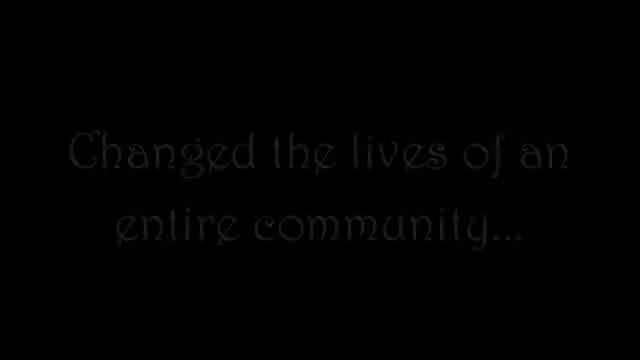 Changed the lives of an
entire community...